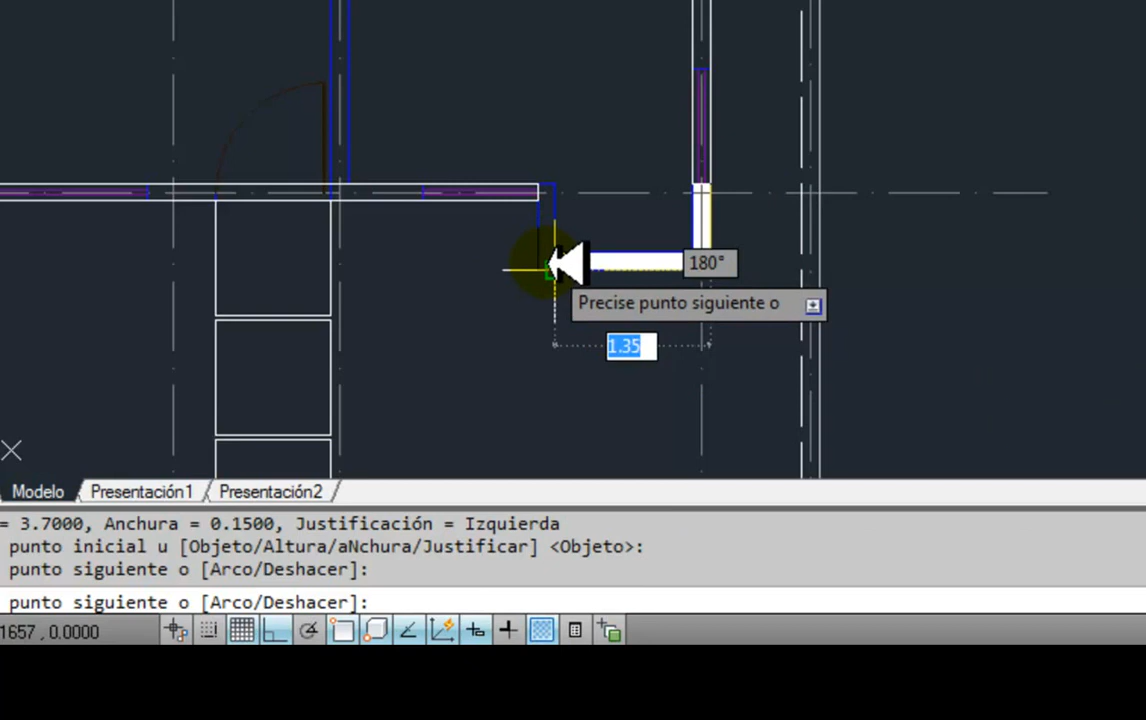 180°
Precise punto siguiente o
1.35
Modelo
Presentación1
Presentación2
= 3.7000, Anchura = 0.1500, Justificación = Izquierda
punto inicial u [Objeto/Altura/aNchura/Justificar] <Objeto>:
punto siguiente o [Arco/Deshacer]:
punto siguiente o [Arco/Deshacer]:
1657 , 0.0000